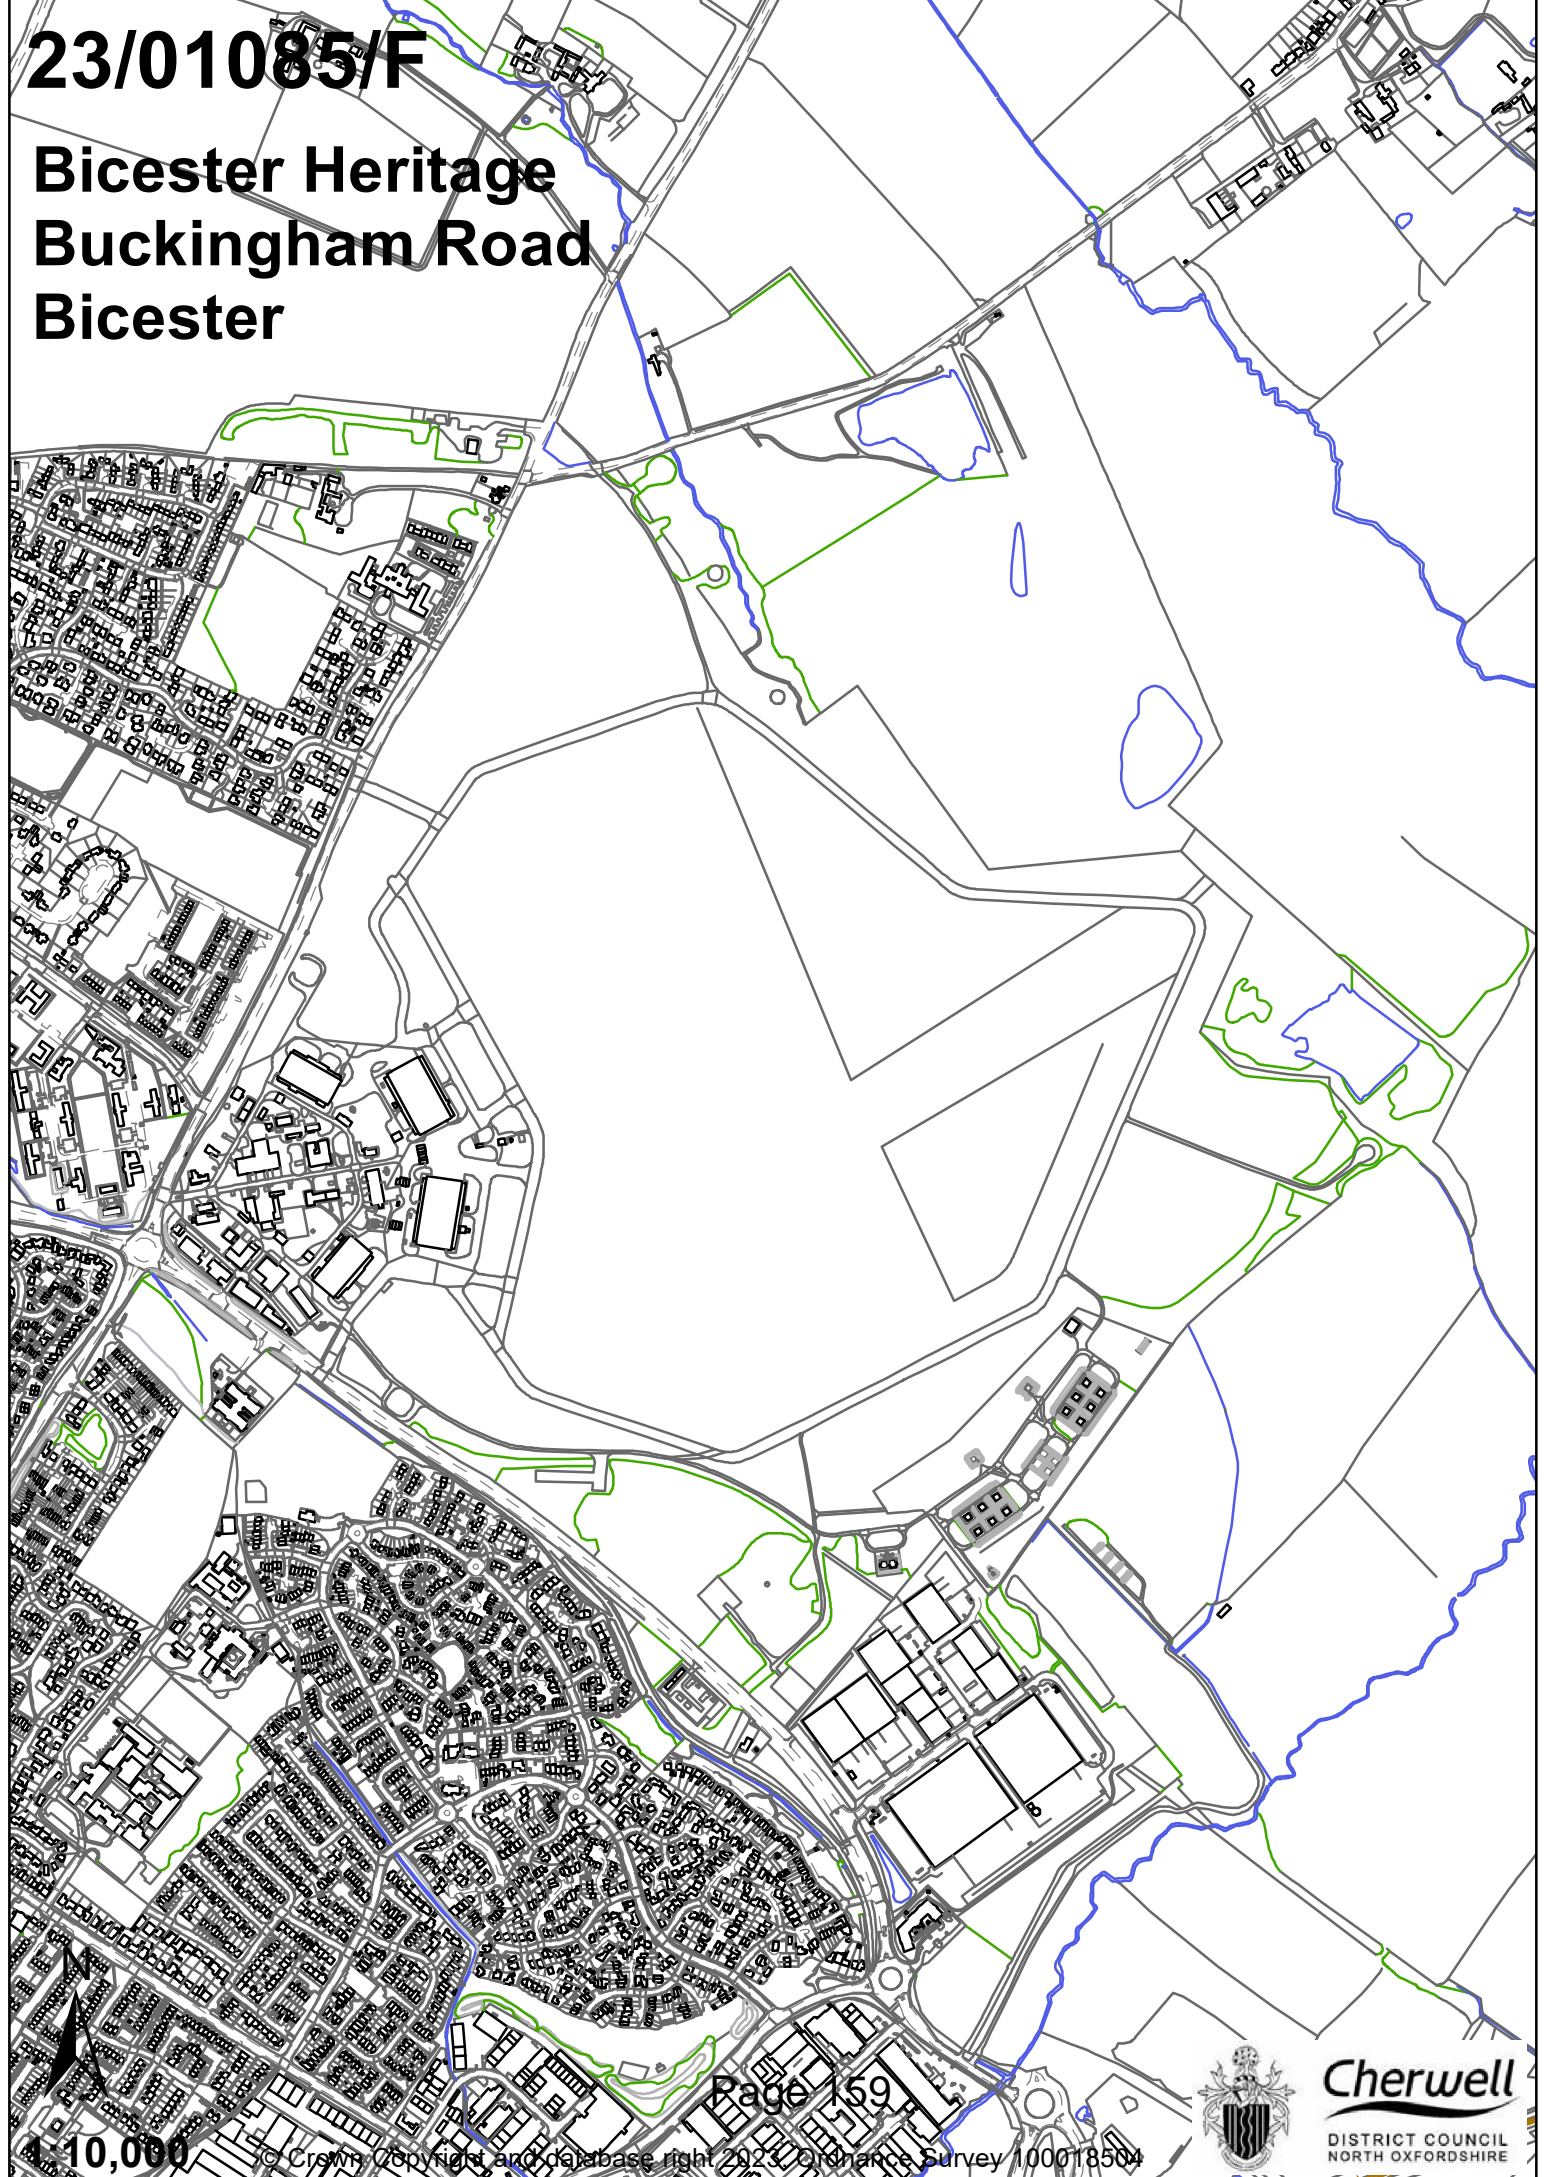 23/01085/F
Bicester Heritage
Buckingham Road
Bicester
N
Page 159
1:10,000
© Crown Copyright and database right 2023. Ordnance Survey 100018504
Cherwell
DISTRICT COUNCIL
NORTH OXFORDSHIRE